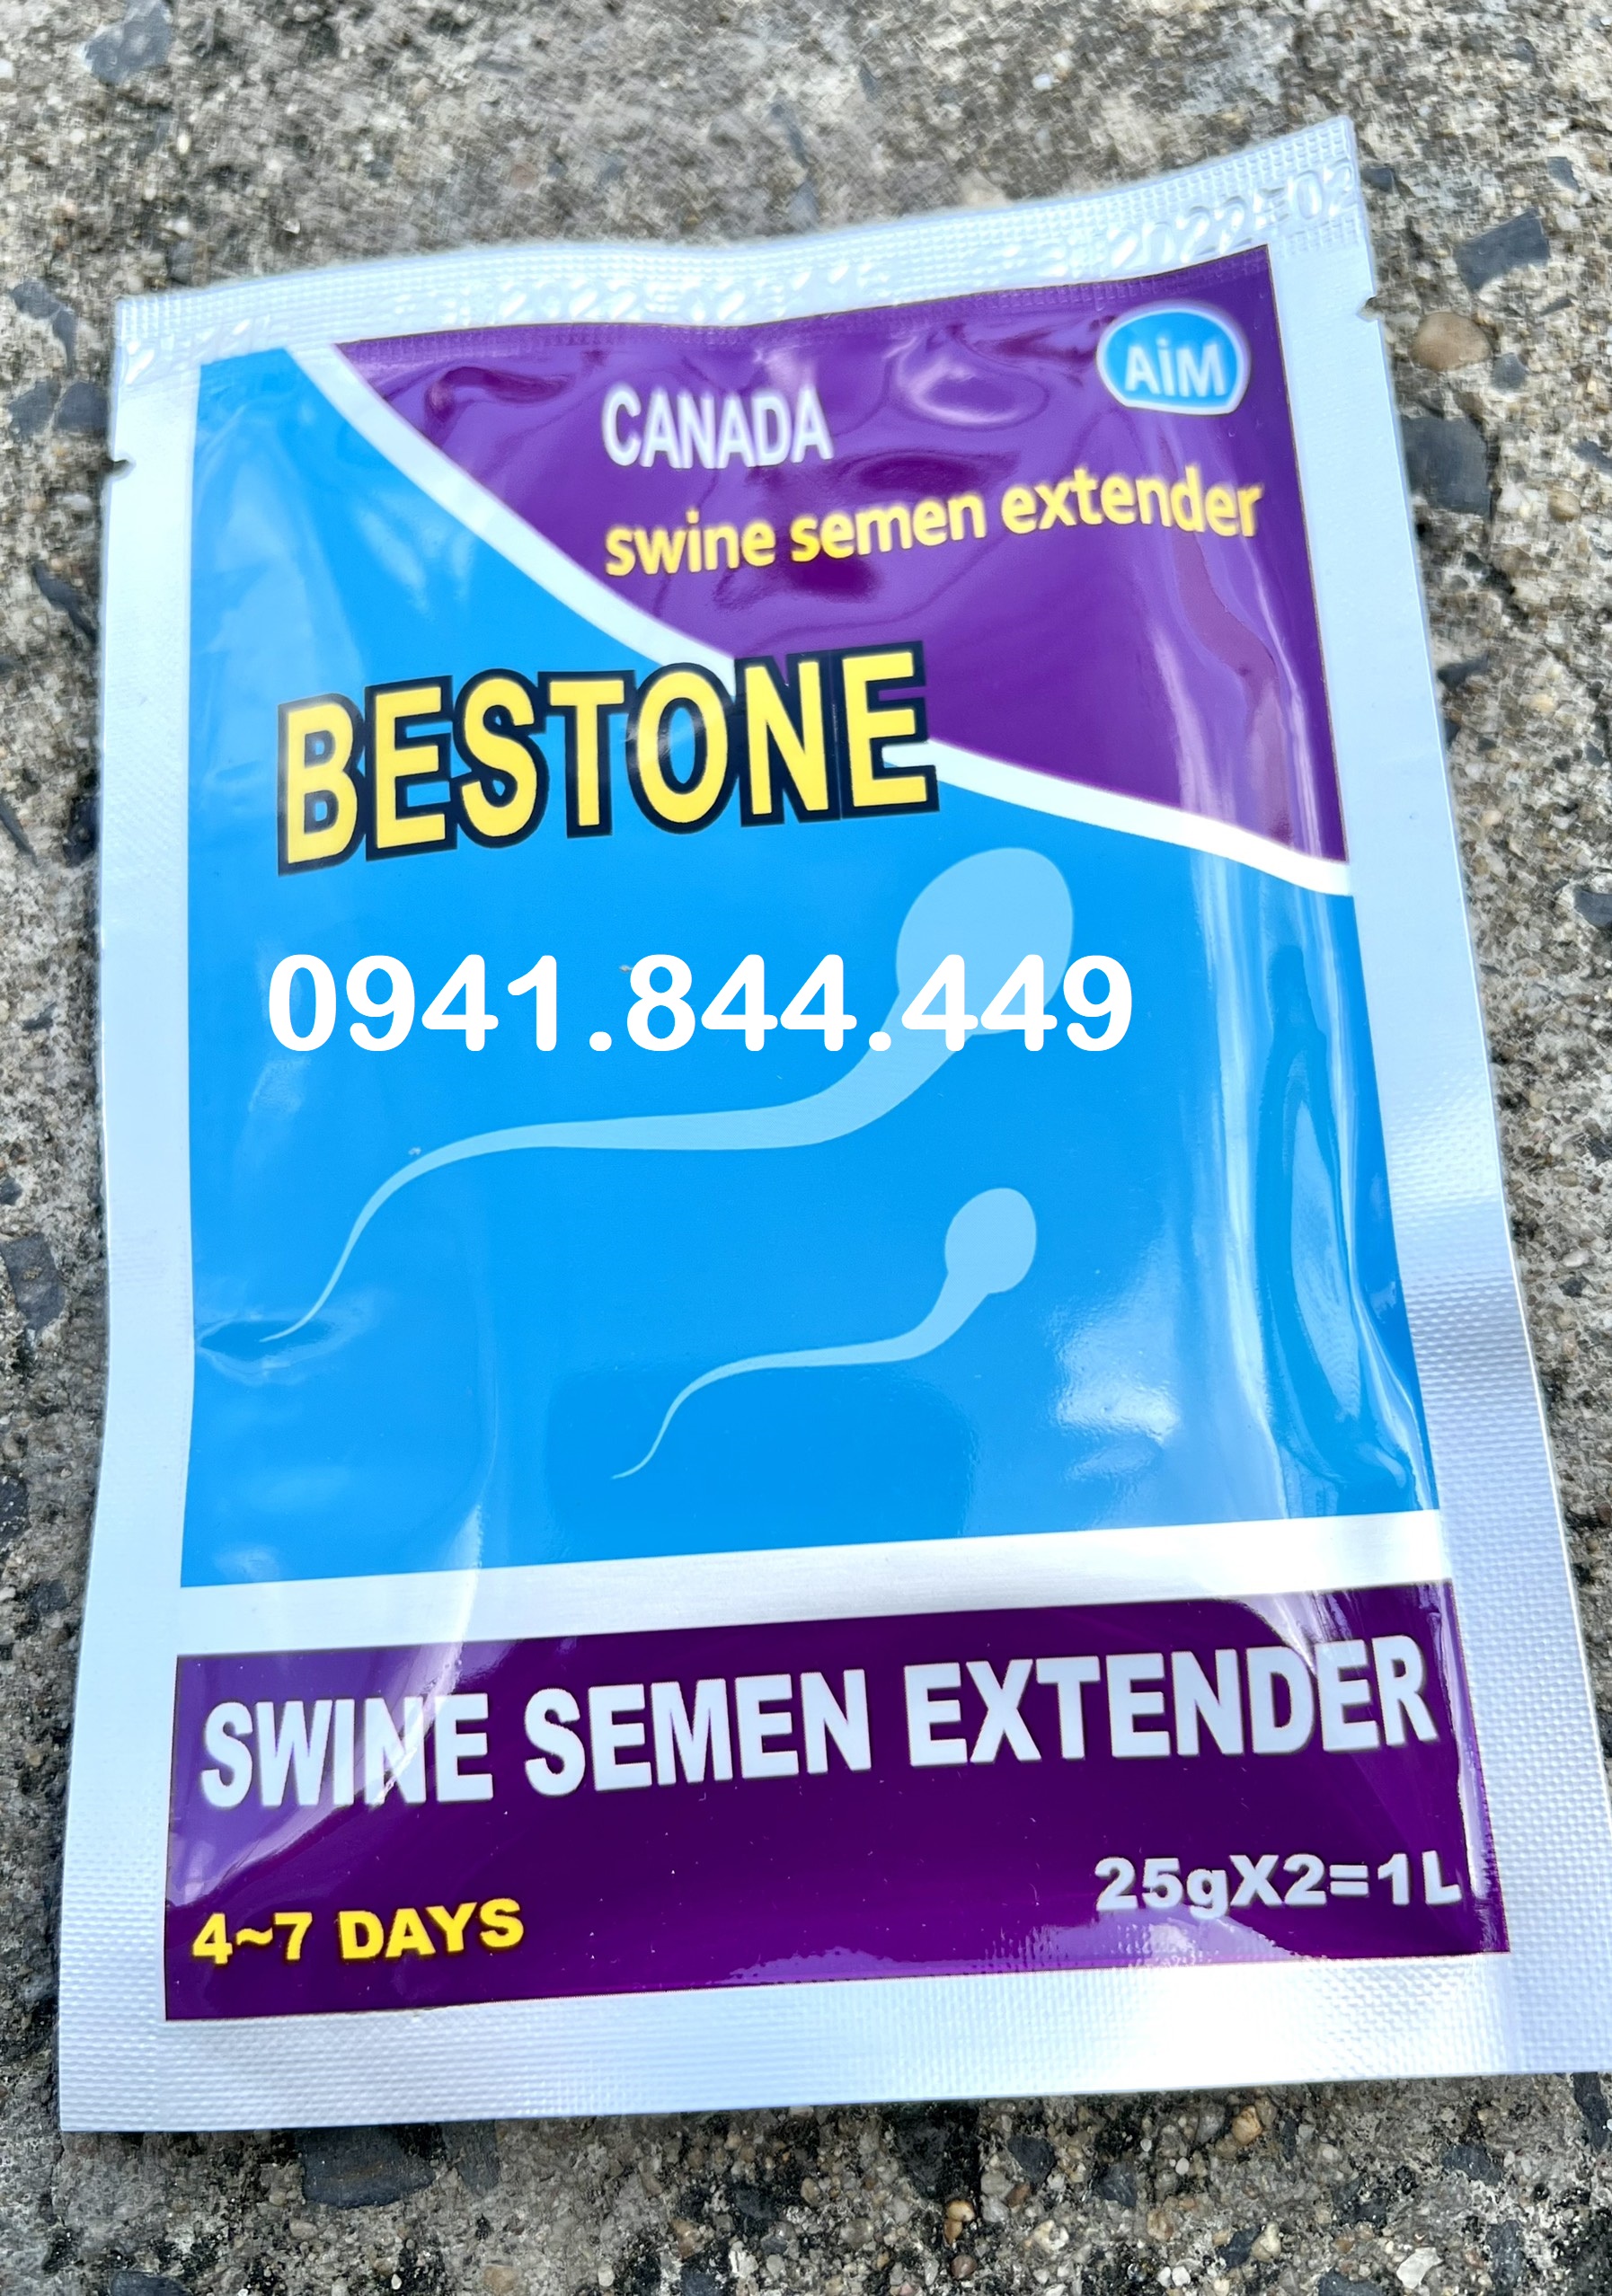 AiM
CANADA
swine semen extender
BESTONE
0941.844.449
SWINE SEMEN EXTENDER
25gX2=1L
4~7 DAYS